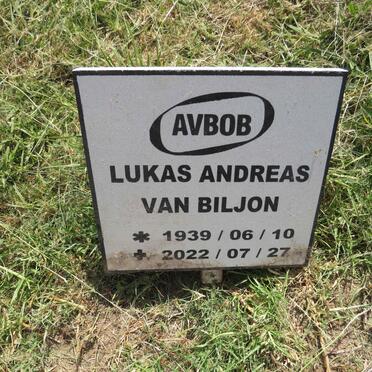 AVBOB
LUKAS ANDREAS
VAN BILJON
* 1939 / 06 / 10
✚ 2022 / 07 / 27